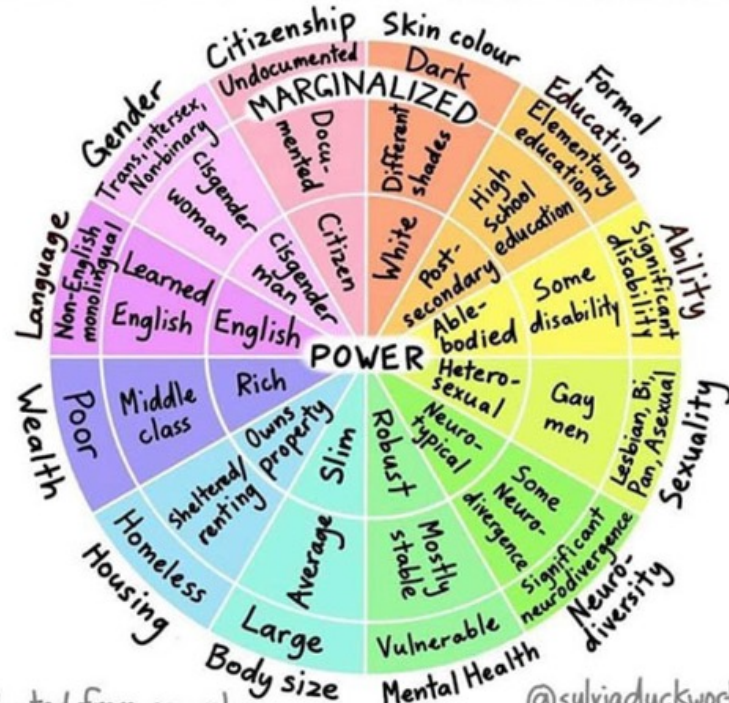 Citizenship
Undocumented
Docu-
mented
Citizen
Skin colour
Dark
Different
shades
White
Formal
Education
Elementary
education
High
School
education
Post-
secondary
Ability
Significant
disability
Some
disability
Able-
bodied
Sexuality
Lesbian, Bi,
Pan, Asexual
Gay
men
Hetero-
sexual
Neuro-
diversity
Significant
neurodivergence
Some
Neuro-
divergence
Neuro-
typical
Mental Health
Vulnerable
Mostly
stable
Robust
Body size
Large
Average
Slim
Housing
Homeless
Sheltered/
renting
Owns
property
Wealth
Poor
Middle
class
Rich
Language
Non-English
monolingual
Learned
English
English
Gender
Trans, intersex,
Non-binary
cisgender
woman
cisgender
man
MARGINALIZED
POWER